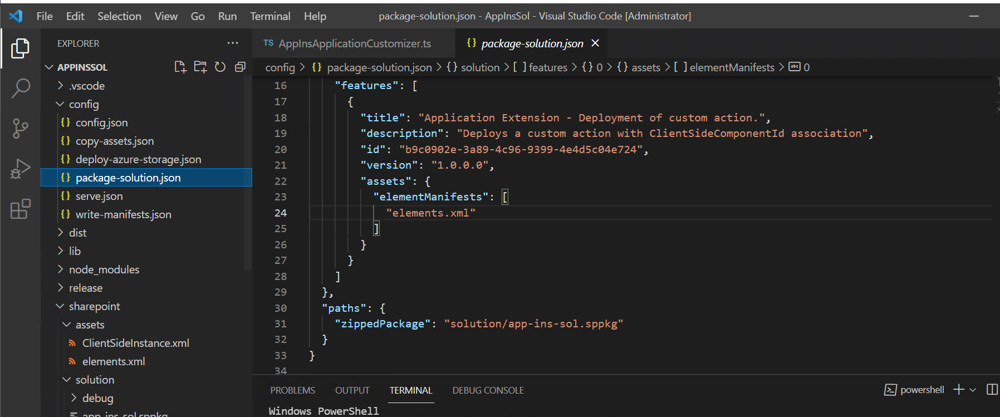 File Edit Selection View Go Run Terminal Help
package-solution.json - AppInsSol - Visual Studio Code [Administrator]
EXPLORER
APPINSSOL
.vscode
config
config.json
copy-assets.json
deploy-azure-storage.json
package-solution.json
serve.json
write-manifests.json
dist
lib
node_modules
release
sharepoint
assets
ClientSideInstance.xml
elements.xml
solution
debug
app-ins-sol.sppkg
TS AppInsApplicationCustomizer.ts
{} package-solution.json
config > {} package-solution.json > {} solution > [ ] features > {} 0 > {} assets > [ ] elementManifests > abc 0
16 "features": [
17 {
18 "title": "Application Extension - Deployment of custom action.",
19 "description": "Deploys a custom action with ClientSideComponentId association",
20 "id": "b9c0902e-3a89-4c96-9399-4e4d5c04e724",
21 "version": "1.0.0.0",
22 "assets": {
23 "elementManifests": [
24 "elements.xml"
25 ]
26 }
27 }
28 ]
29 },
30 "paths": {
31 "zippedPackage": "solution/app-ins-sol.sppkg"
32 }
33 }
34
PROBLEMS OUTPUT TERMINAL DEBUG CONSOLE
powershell
Windows PowerShell